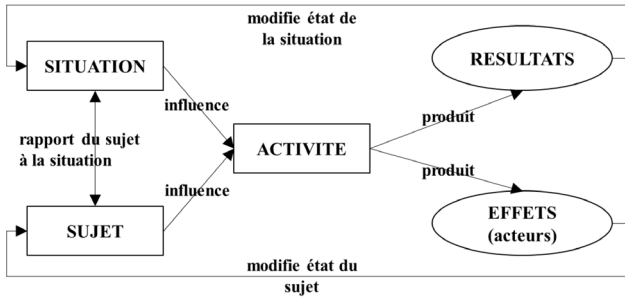 modifie état de
la situation
SITUATION
RESULTATS
influence
produit
rapport du sujet
à la situation
ACTIVITE
produit
influence
SUJET
EFFETS
(acteurs)
modifie état du
sujet